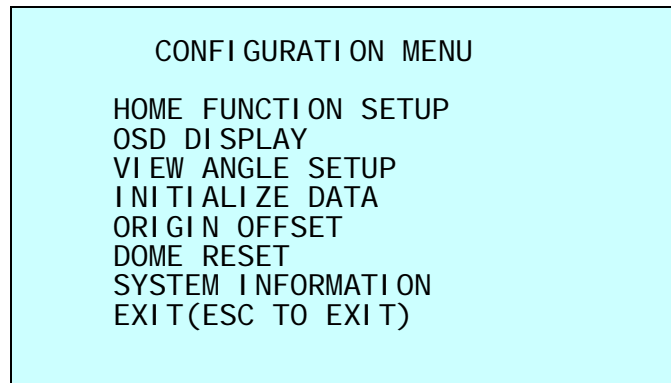 CONFIGURATION MENU
HOME FUNCTION SETUP
OSD DISPLAY
VIEW ANGLE SETUP
INITIALIZE DATA
ORIGIN OFFSET
DOME RESET
SYSTEM INFORMATION
EXIT(ESC TO EXIT)